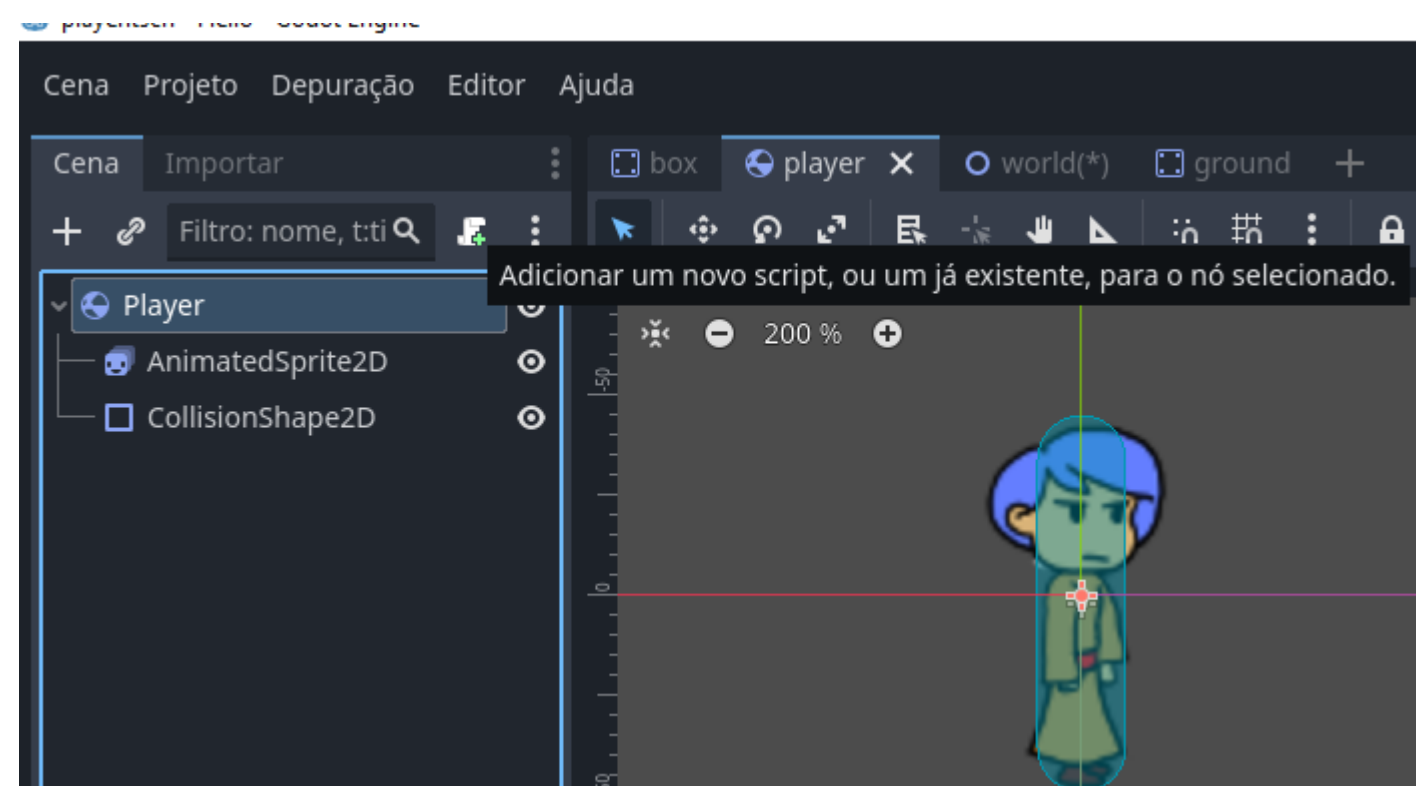 Cena Projeto Depuração Editor Ajuda
Cena Importar
box player world(*) ground
Filtro: nome, t:ti
Adicionar um novo script, ou um já existente, para o nó selecionado.
Player
200 %
AnimatedSprite2D
-50
CollisionShape2D
0